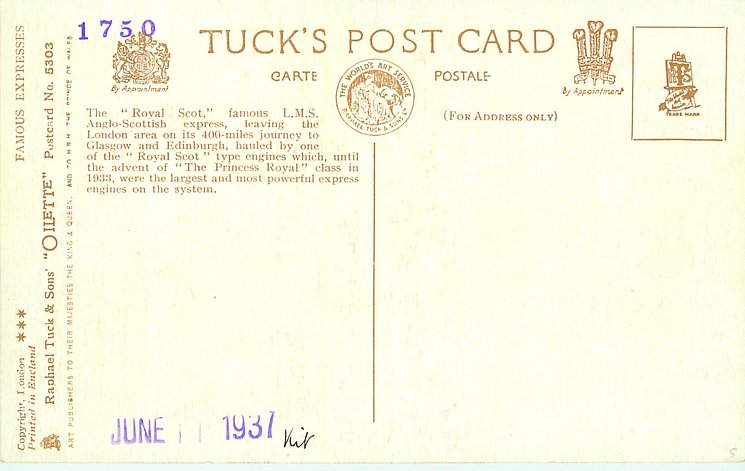 1750
TUCK'S POST CARD
CARTE POSTALE
By Appointment
THE WORLD'S ART SERVICE
RAPHAEL TUCK & SONS LTD
By Appointment
TRADE MARK
(FOR ADDRESS ONLY)
The "Royal Scot," famous L.M.S.
Anglo-Scottish express, leaving the
London area on its 400-miles journey to
Glasgow and Edinburgh, hauled by one
of the "Royal Scot" type engines which, until
the advent of "The Princess Royal" class in
1933, were the largest and most powerful express
engines on the system.
FAMOUS EXPRESSES
Copyright, London ***
Printed in England
Raphael Tuck & Sons' "OILETTE" Postcard No. 5303
ART PUBLISHERS TO THEIR MAJESTIES THE KING & QUEEN, AND TO H.R.H. THE PRINCE OF WALES
JUNE 11 1937
Kit
5